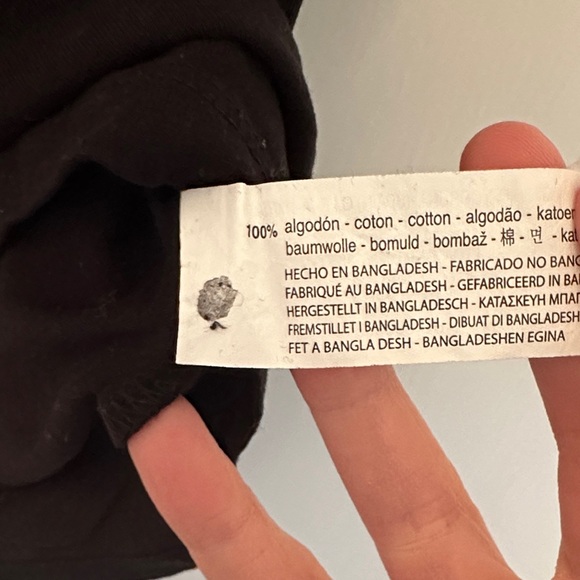 100% algodón - coton - cotton - algodão - katoen
baumwolle - bomuld - bombaž - 棉 - 면 -
HECHO EN BANGLADESH - FABRICADO NO
FABRIQUÉ AU BANGLADESH - GEFABRICEERD IN
HERGESTELLT IN BANGLADESCH - ΚΑΤΑΣΚΕΥΗ
FREMSTILLET I BANGLADESH - DIBUAT DI BANGLADESH
FET A BANGLA DESH - BANGLADESHEN EGINA